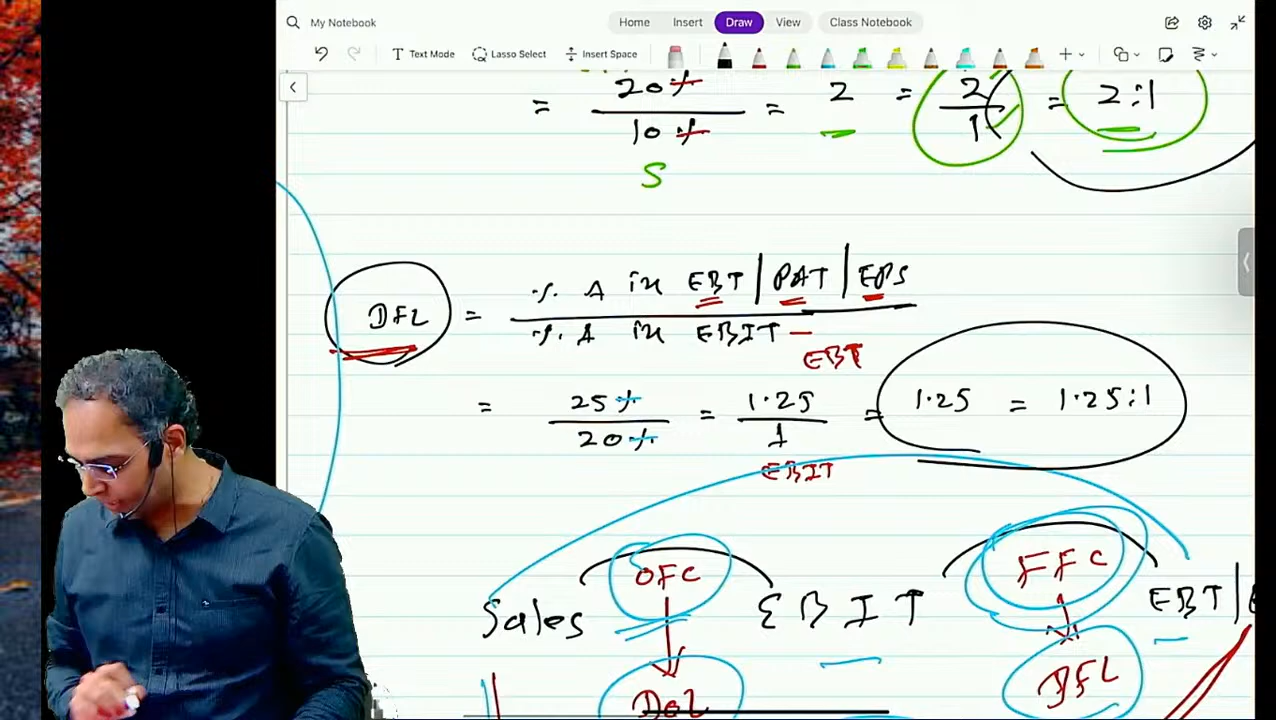 My Notebook
Home Insert Draw View Class Notebook
Text Mode Lasso Select Insert Space
= 20% / 10% = 2 = 2/1 = 2:1
S
DFL = %. Δ in EBT | PAT | EPS
%. Δ in EBIT
EBT
= 25% / 20% = 1.25 / 1 = 1.25 = 1.25:1
EBIT
OFC FFC
Sales EBIT EBT|
DOL DFL